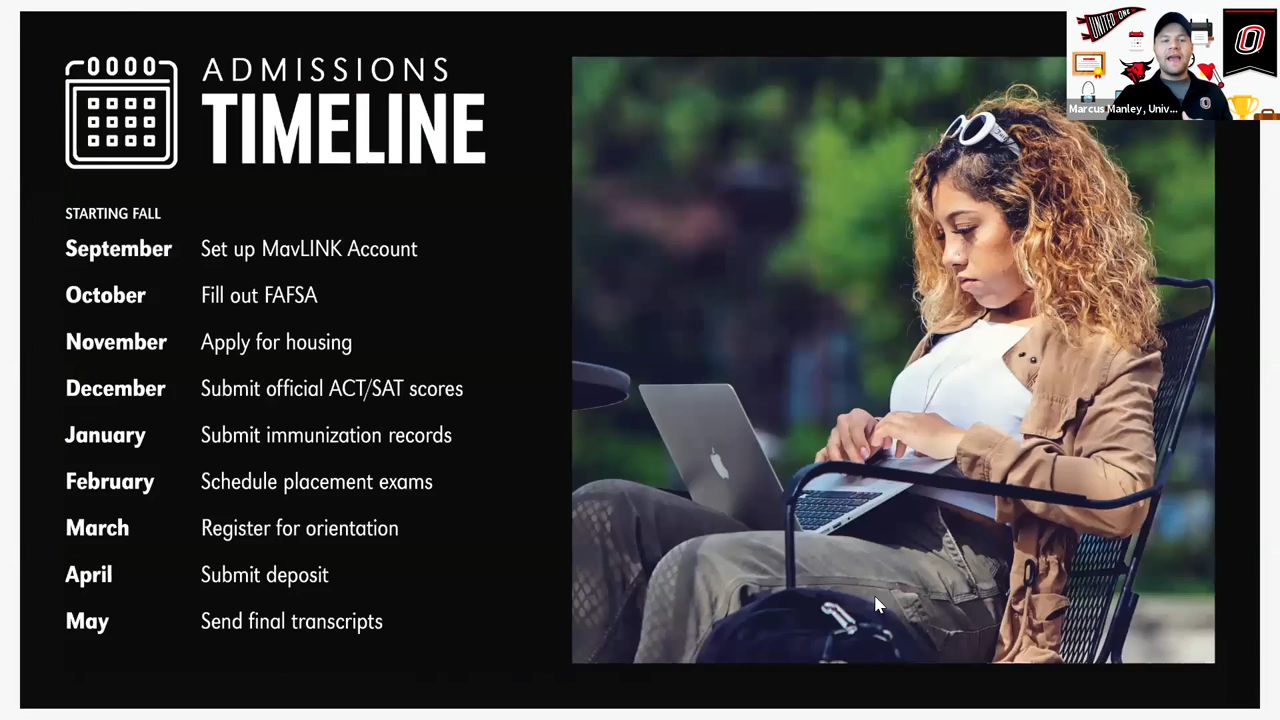 ADMISSIONS
TIMELINE
STARTING FALL
September Set up MavLINK Account
October Fill out FAFSA
November Apply for housing
December Submit official ACT/SAT scores
January Submit immunization records
February Schedule placement exams
March Register for orientation
April Submit deposit
May Send final transcripts
UNITED
O
Marcus Manley, Univ...